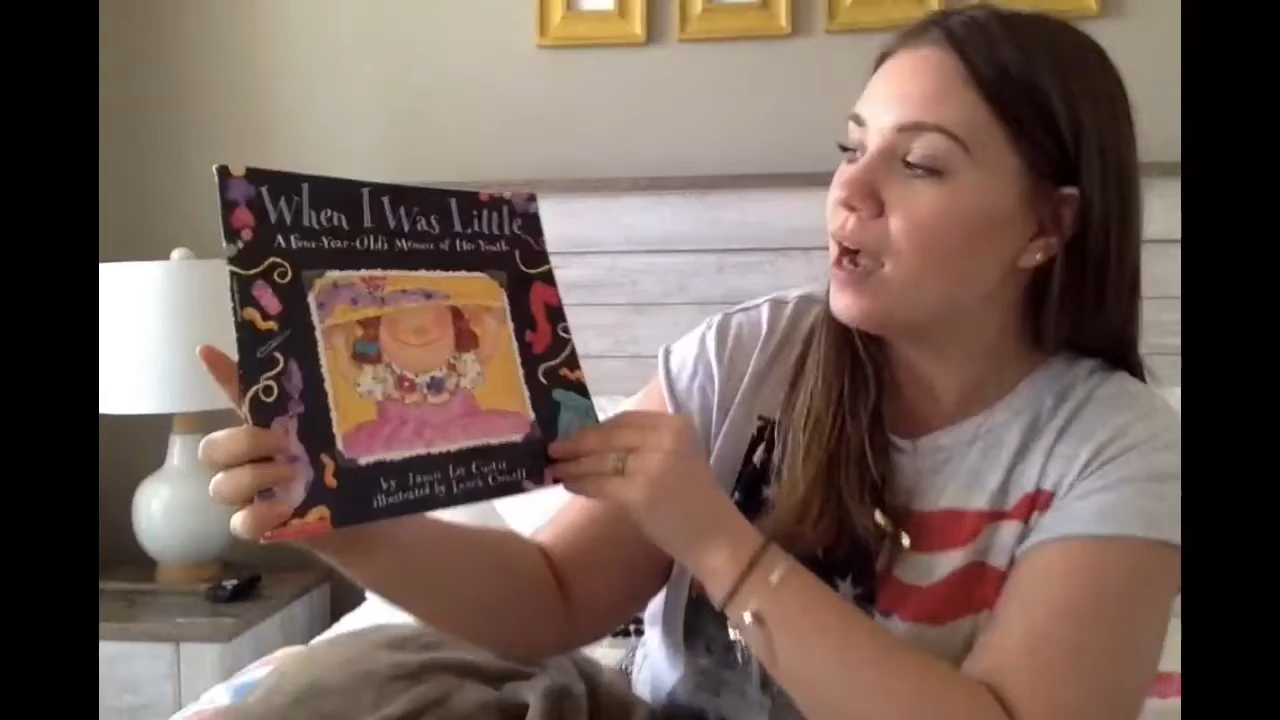 When I Was Little
A Four-Year-Old's Memoir of Her Youth
by Jamie Lee Curtis
illustrated by Laura Cornell